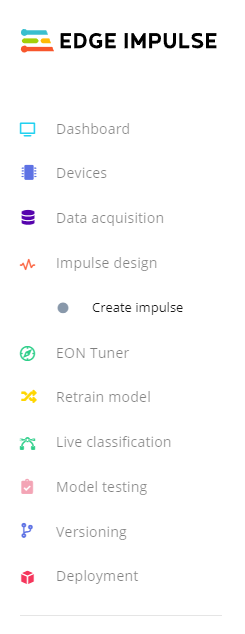 EDGE IMPULSE
Dashboard
Devices
Data acquisition
Impulse design
Create impulse
EON Tuner
Retrain model
Live classification
Model testing
Versioning
Deployment